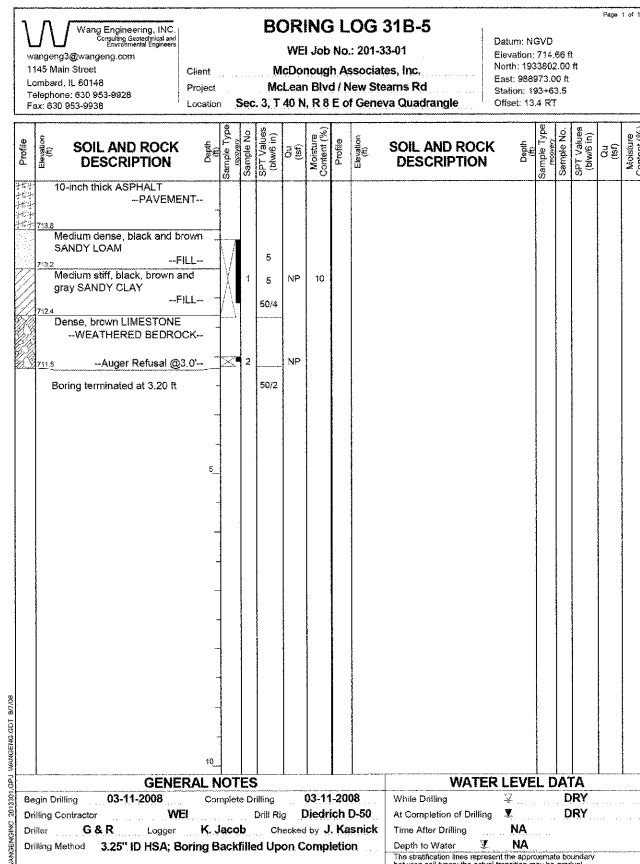 Page 1 of 1
Wang Engineering, INC.
Consulting Geotechnical and
Environmental Engineers
wangeng3@wangeng.com
1145 Main Street
Lombard, IL 60148
Telephone: 630 953-9928
Fax: 630 953-9938
BORING LOG 31B-5
WEI Job No.: 201-33-01
Client McDonough Associates, Inc.
Project McLean Blvd / New Stearns Rd
Location Sec. 3, T 40 N, R 8 E of Geneva Quadrangle
Datum: NGVD
Elevation: 714.66 ft
North: 1933802.00 ft
East: 988973.00 ft
Station: 193+63.5
Offset: 13.4 RT
Profile
Elevation (ft)
SOIL AND ROCK DESCRIPTION
Depth (ft)
Sample Type
recovery
Sample No.
SPT Values (blw/6 in)
Qu (tsf)
Moisture Content (%)
Profile
Elevation (ft)
SOIL AND ROCK DESCRIPTION
Depth (ft)
Sample Type
recovery
Sample No.
SPT Values (blw/6 in)
Qu (tsf)
Moisture Content (%)
10-inch thick ASPHALT
--PAVEMENT--
713.8
Medium dense, black and brown
SANDY LOAM
--FILL-- 5
713.2
Medium stiff, black, brown and 1 5 NP 10
gray SANDY CLAY
--FILL-- 50/4
712.4
Dense, brown LIMESTONE
--WEATHERED BEDROCK--
711.5 --Auger Refusal @3.0'-- 2 NP
Boring terminated at 3.20 ft 50/2
5
10
GENERAL NOTES
Begin Drilling 03-11-2008 Complete Drilling 03-11-2008
Drilling Contractor WEI Drill Rig Diedrich D-50
Driller G & R Logger K. Jacob Checked by J. Kasnick
Drilling Method 3.25" ID HSA; Boring Backfilled Upon Completion
WATER LEVEL DATA
While Drilling DRY
At Completion of Drilling DRY
Time After Drilling NA
Depth to Water NA
The stratification lines represent the approximate boundary